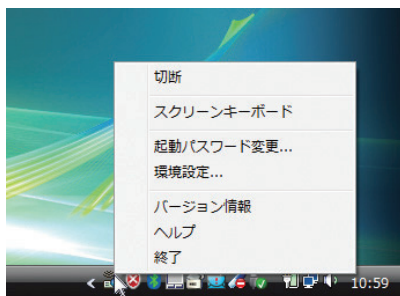 切断
スクリーンキーボード
起動パスワード変更...
環境設定...
バージョン情報
ヘルプ
終了
10:59